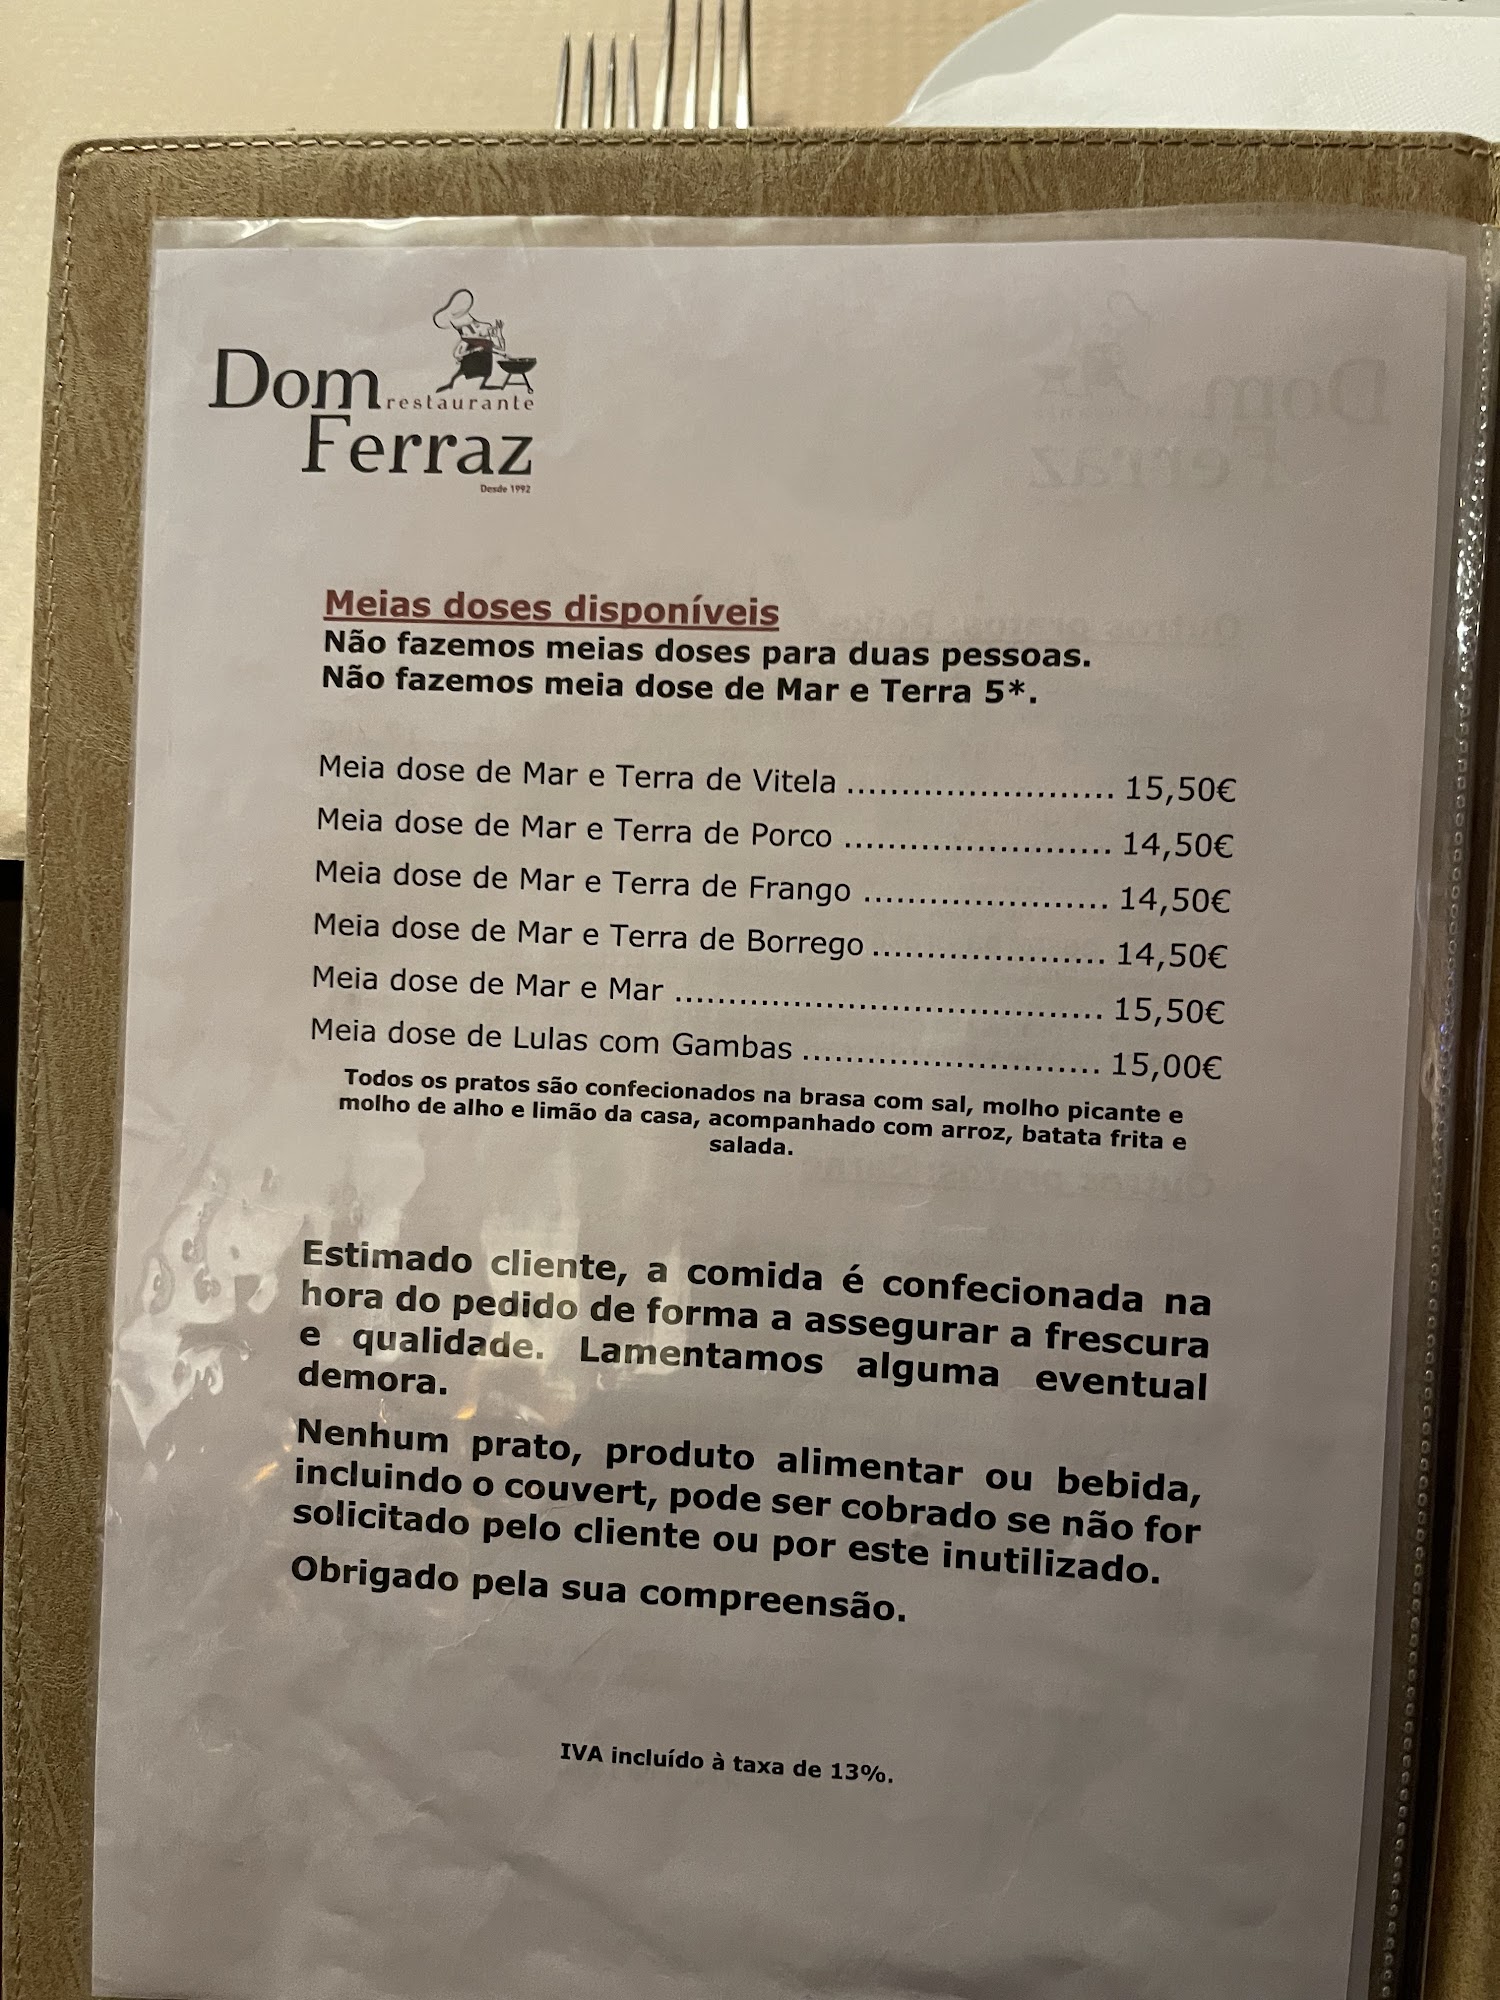 Dom restaurante
Ferraz
Desde 1992
Meias doses disponíveis
Não fazemos meias doses para duas pessoas.
Não fazemos meia dose de Mar e Terra 5*.
Meia dose de Mar e Terra de Vitela ........................ 15,50€
Meia dose de Mar e Terra de Porco ........................ 14,50€
Meia dose de Mar e Terra de Frango ...................... 14,50€
Meia dose de Mar e Terra de Borrego ..................... 14,50€
Meia dose de Mar e Mar ....................................... 15,50€
Meia dose de Lulas com Gambas ........................... 15,00€
Todos os pratos são confecionados na brasa com sal, molho picante e
molho de alho e limão da casa, acompanhado com arroz, batata frita e
salada.
Estimado cliente, a comida é confecionada na
hora do pedido de forma a assegurar a frescura
e qualidade. Lamentamos alguma eventual
demora.
Nenhum prato, produto alimentar ou bebida,
incluindo o couvert, pode ser cobrado se não for
solicitado pelo cliente ou por este inutilizado.
Obrigado pela sua compreensão.
IVA incluído à taxa de 13%.